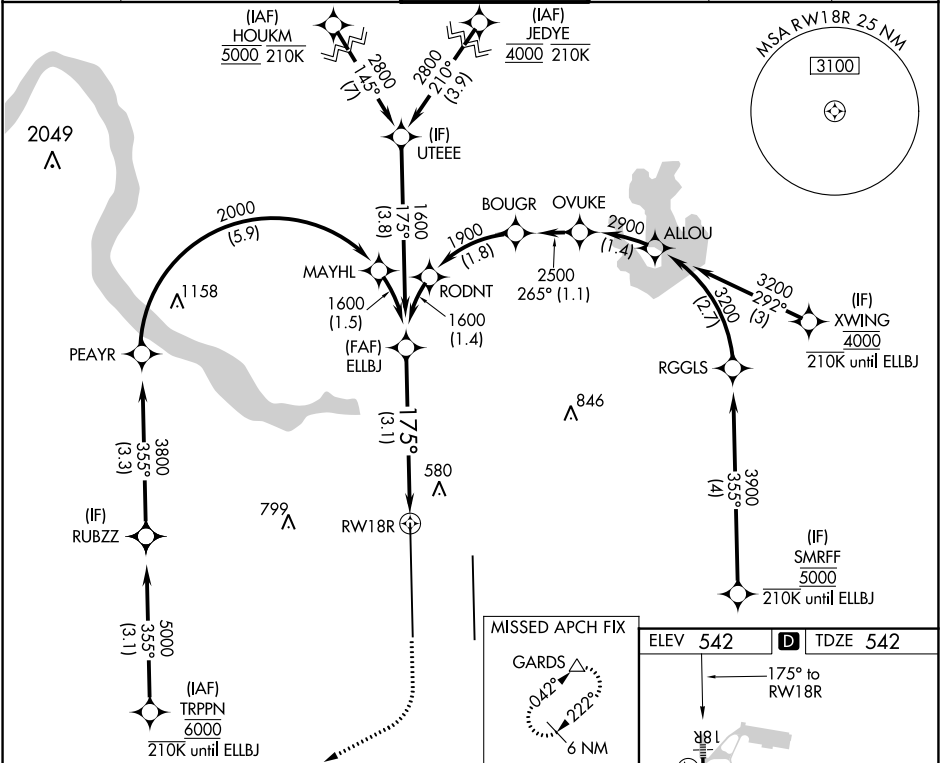 (IAF)
HOUKM
5000 210K
2800
145°
(7)
(IAF)
JEDYE
4000 210K
2800
210°
(3.9)
MSA RW18R 25 NM
3100
2049
(IF)
UTEEE
1600
175°
(3.8)
2000
(5.9)
BOUGR
OVUKE
ALLOU
1900
(1.8)
2900
(1.4)
2500
265° (1.1)
MAYHL
RODNT
1158
1600
(1.5)
1600
(1.4)
3200
(2.7)
3200
292°
(3)
(IF)
XWING
4000
210K until ELLBJ
PEAYR
(FAF)
ELLBJ
RGGLS
175°
(3.1)
846
3800
355°
(3.3)
580
799
3900
355°
(4)
(IF)
RUBZZ
RW18R
(IF)
SMRFF
5000
210K until ELLBJ
5000
355°
(3.1)
(IAF)
TRPPN
6000
210K until ELLBJ
MISSED APCH FIX
GARDS
042°
222°
6 NM
ELEV 542
D
TDZE 542
175° to
RW18R
18R